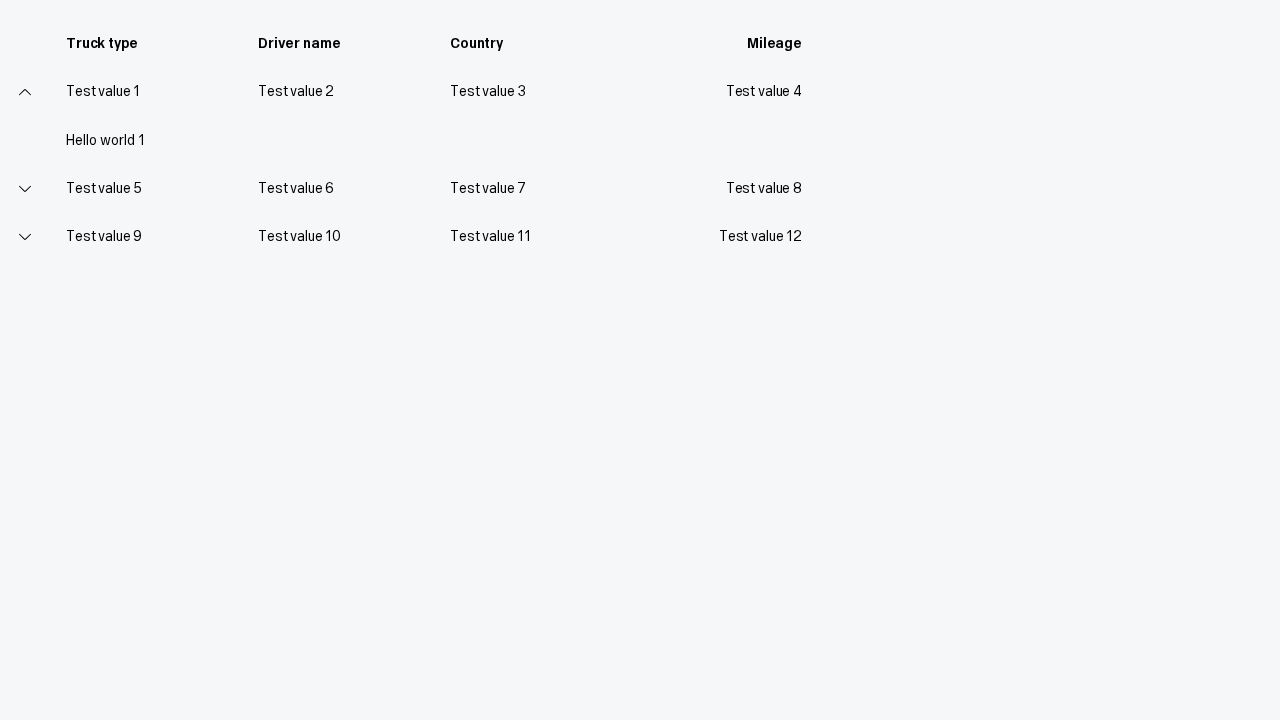 Truck type Driver name Country Mileage
Test value 1 Test value 2 Test value 3 Test value 4
Hello world 1
Test value 5 Test value 6 Test value 7 Test value 8
Test value 9 Test value 10 Test value 11 Test value 12